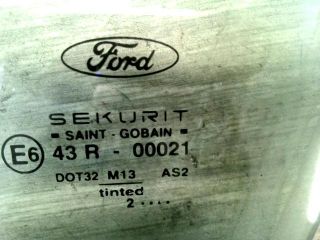 Ford
SEKURIT
= SAINT - GOBAIN =
E6 43 R - 00021
DOT32 M13 AS2
tinted
2....